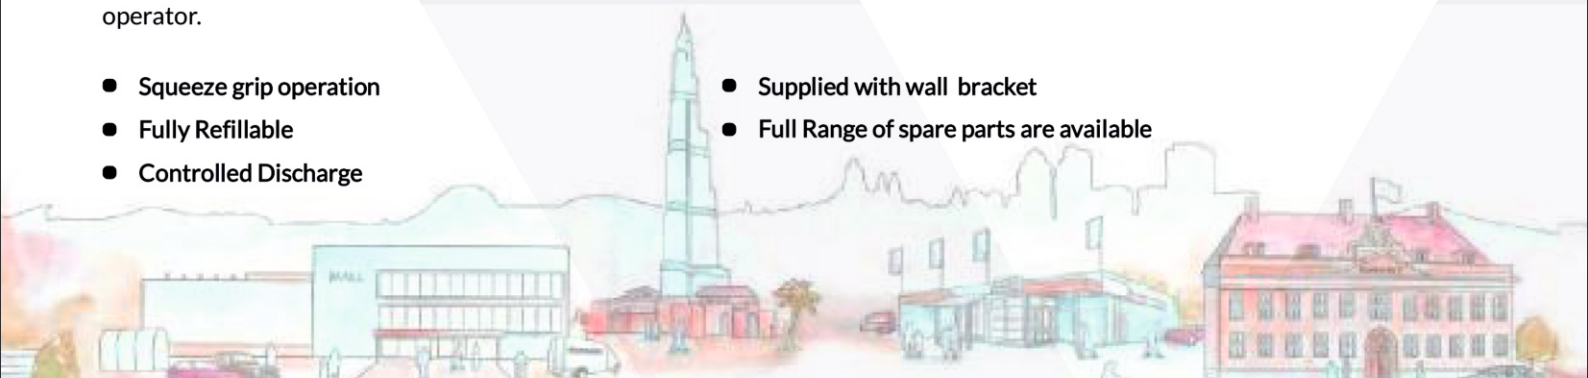 operator.
Squeeze grip operation
Fully Refillable
Controlled Discharge
Supplied with wall bracket
Full Range of spare parts are available
MALL